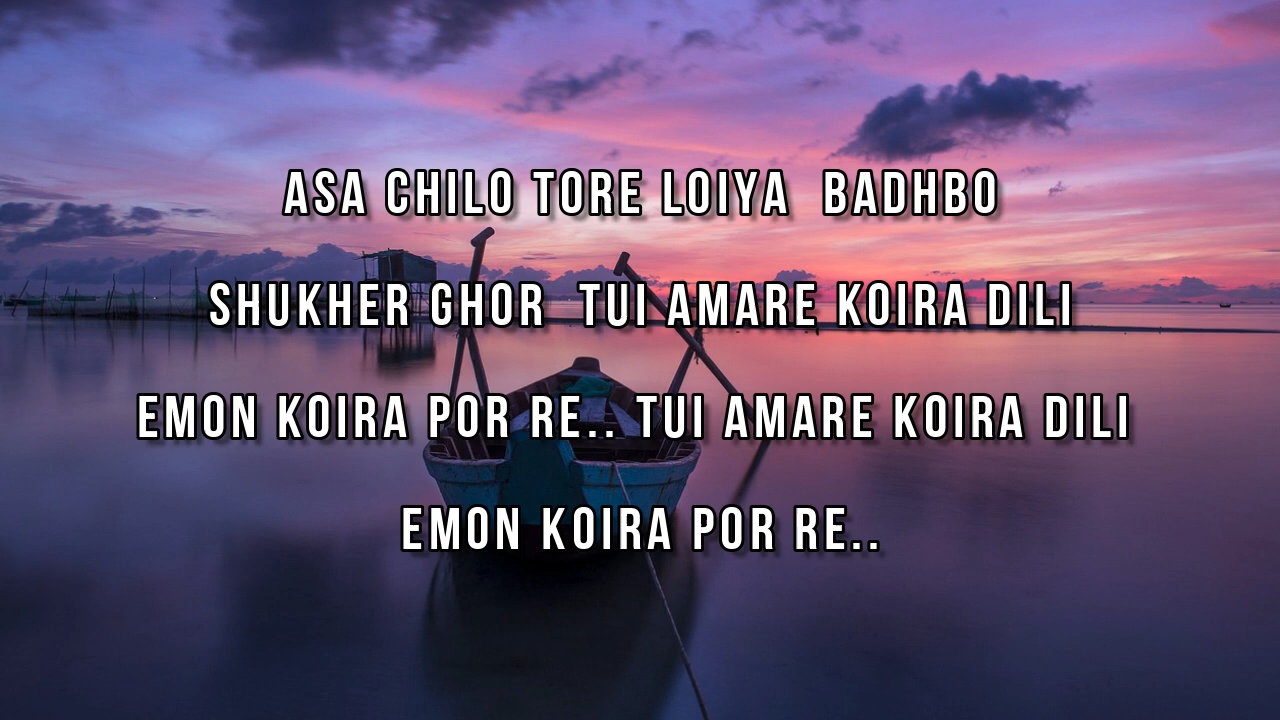 ASA CHILO TORE LOIYA  BADHBO
SHUKHER GHOR  TUI AMARE KOIRA DILI
EMON KOIRA POR RE.. TUI AMARE KOIRA DILI
EMON KOIRA POR RE..